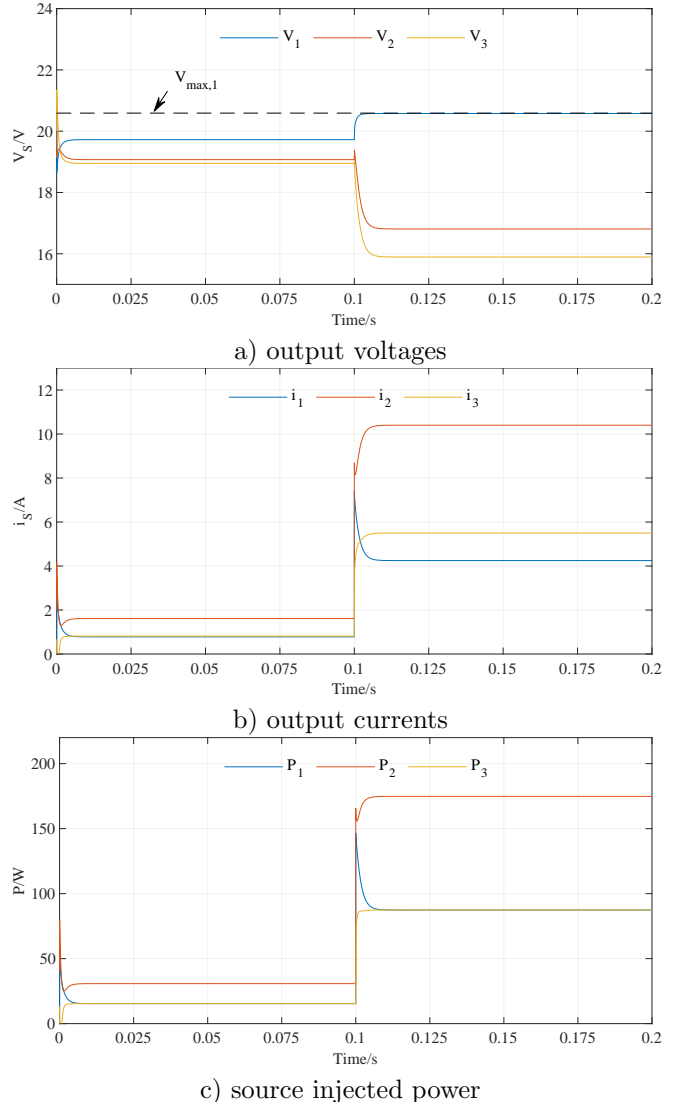 24
V1 V2 V3
22
Vmax,1
20
VS/V
18
16
0 0.025 0.05 0.075 0.1 0.125 0.15 0.175 0.2
Time/s
a) output voltages
12
i1 i2 i3
10
8
iS/A
6
4
2
0
0 0.025 0.05 0.075 0.1 0.125 0.15 0.175 0.2
Time/s
b) output currents
200
P1 P2 P3
150
P/W
100
50
0
0 0.025 0.05 0.075 0.1 0.125 0.15 0.175 0.2
Time/s
c) source injected power